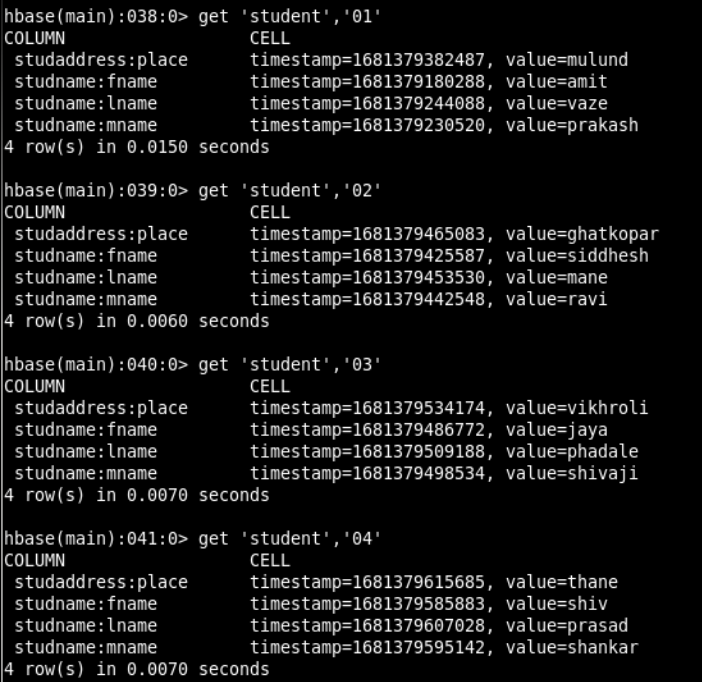 hbase(main):038:0> get 'student','01'
COLUMN CELL
studaddress:place timestamp=1681379382487, value=mulund
studname:fname timestamp=1681379180288, value=amit
studname:lname timestamp=1681379244088, value=vaze
studname:mname timestamp=1681379230520, value=prakash
4 row(s) in 0.0150 seconds
hbase(main):039:0> get 'student','02'
COLUMN CELL
studaddress:place timestamp=1681379465083, value=ghatkopar
studname:fname timestamp=1681379425587, value=siddhesh
studname:lname timestamp=1681379453530, value=mane
studname:mname timestamp=1681379442548, value=ravi
4 row(s) in 0.0060 seconds
hbase(main):040:0> get 'student','03'
COLUMN CELL
studaddress:place timestamp=1681379534174, value=vikhroli
studname:fname timestamp=1681379486772, value=jaya
studname:lname timestamp=1681379509188, value=phadale
studname:mname timestamp=1681379498534, value=shivaji
4 row(s) in 0.0070 seconds
hbase(main):041:0> get 'student','04'
COLUMN CELL
studaddress:place timestamp=1681379615685, value=thane
studname:fname timestamp=1681379585883, value=shiv
studname:lname timestamp=1681379607028, value=prasad
studname:mname timestamp=1681379595142, value=shankar
4 row(s) in 0.0070 seconds